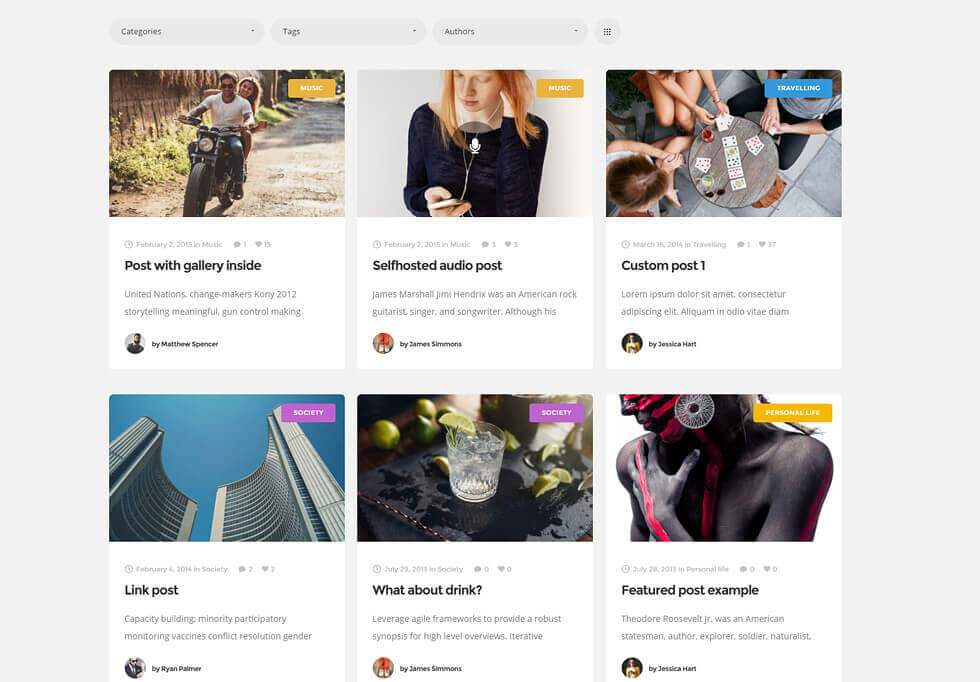 Categories
Tags
Authors
MUSIC
MUSIC
TRAVELLING
February 2, 2015 in Music 1 15
Post with gallery inside
United Nations, change-makers Kony 2012
storytelling meaningful, gun control making
by Matthew Spencer
February 2, 2015 in Music 3 3
Selfhosted audio post
James Marshall Jimi Hendrix was an American rock
guitarist, singer, and songwriter. Although his
by James Simmons
March 16, 2014 in Travelling 1 37
Custom post 1
Lorem ipsum dolor sit amet, consectetur
adipiscing elit. Aliquam in odio vitae diam
by Jessica Hart
SOCIETY
SOCIETY
PERSONAL LIFE
February 4, 2014 in Society 2 2
Link post
Capacity building; minority participatory
monitoring vaccines conflict resolution gender
by Ryan Palmer
July 29, 2013 in Society 0 0
What about drink?
Leverage agile frameworks to provide a robust
synopsis for high level overviews. Iterative
by James Simmons
July 28, 2013 in Personal life 0 0
Featured post example
Theodore Roosevelt Jr. was an American
statesman, author, explorer, soldier, naturalist,
by Jessica Hart